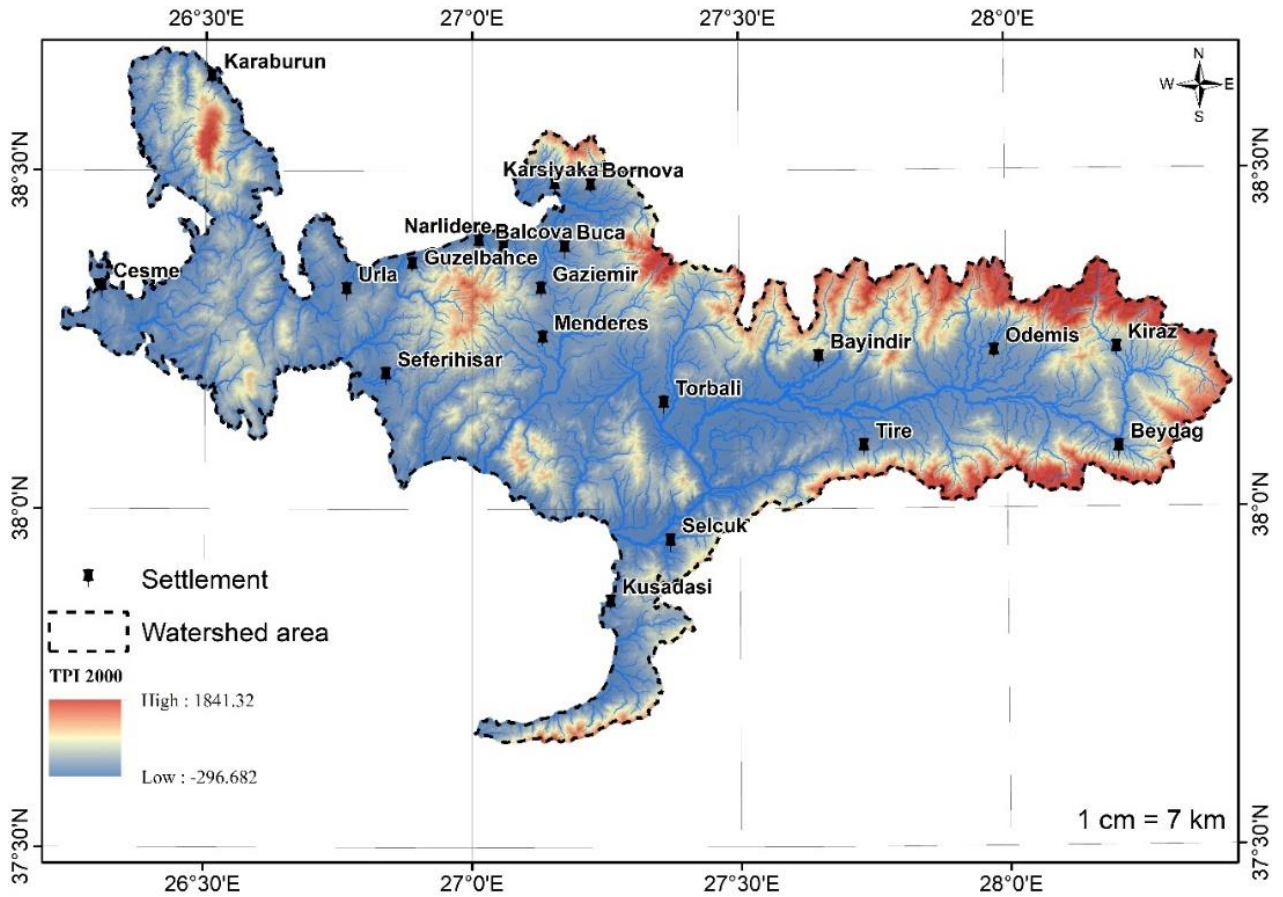 26°30'E 27°0'E 27°30'E 28°0'E
N
W E
S
Karaburun
38°30'N
38°30'N
Karsiyaka Bornova
Narlidere Balcova Buca
Guzelbahce
Cesme
Urla
Gaziemir
Menderes
Bayindir
Odemis
Kiraz
Seferihisar
Torbali
Tire
Beydag
38°0'N
38°0'N
Selcuk
Settlement
Kusadasi
Watershed area
TPI 2000
High : 1841.32
Low : -296.682
1 cm = 7 km
37°30'N
37°30'N
26°30'E 27°0'E 27°30'E 28°0'E